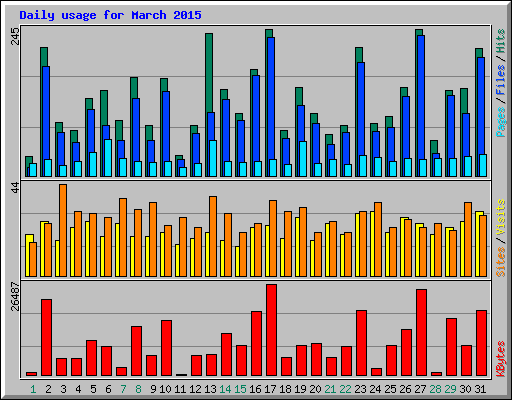 Daily usage for March 2015
245
Pages / Files / Hits
44
Sites / Visits
26487
KBytes
1 2 3 4 5 6 7 8 9 10 11 12 13 14 15 16 17 18 19 20 21 22 23 24 25 26 27 28 29 30 31